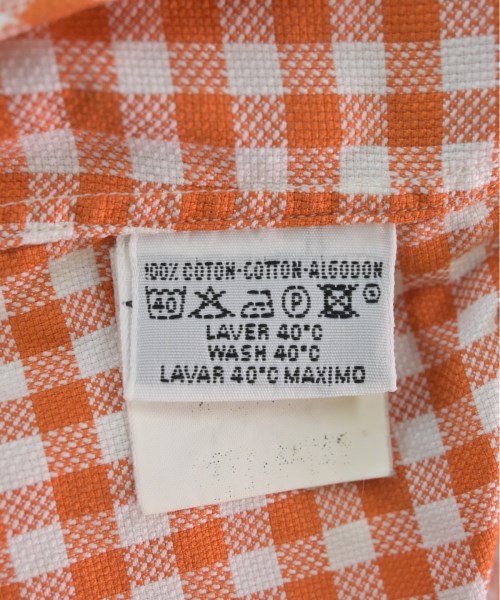 100% COTON-COTTON-ALGODON
40 P S
LAVER 40°C
WASH 40°C
LAVAR 40°C MAXIMO